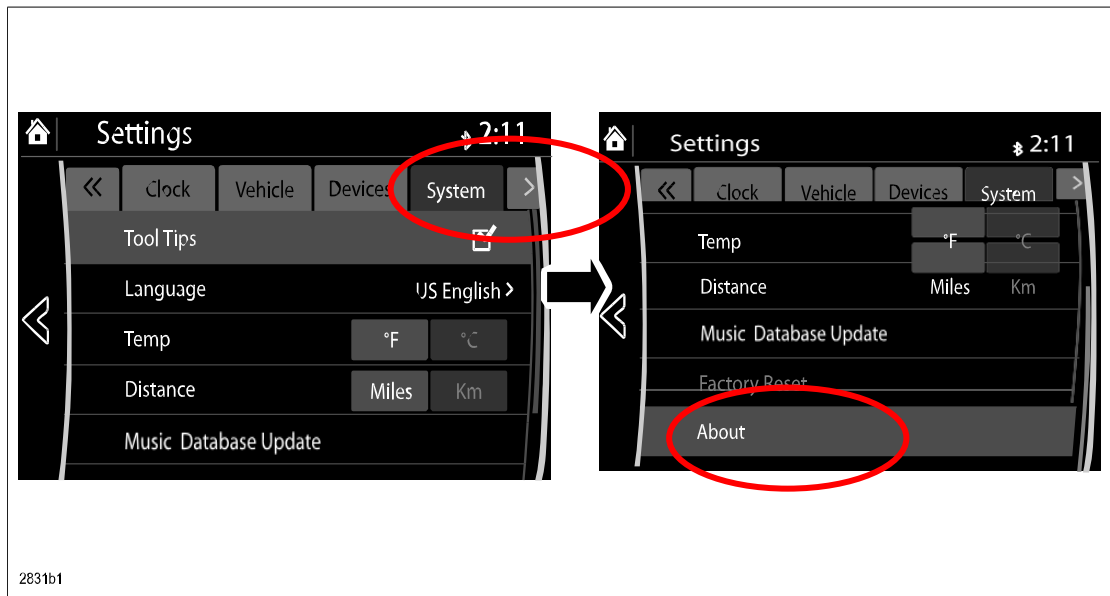 Settings 2:11
Clock Vehicle Devices System
Tool Tips
Language US English
Temp °F °C
Distance Miles Km
Music Database Update
Settings 2:11
Clock Vehicle Devices System
Temp °F °C
Distance Miles Km
Music Database Update
Factory Reset
About
2831b1